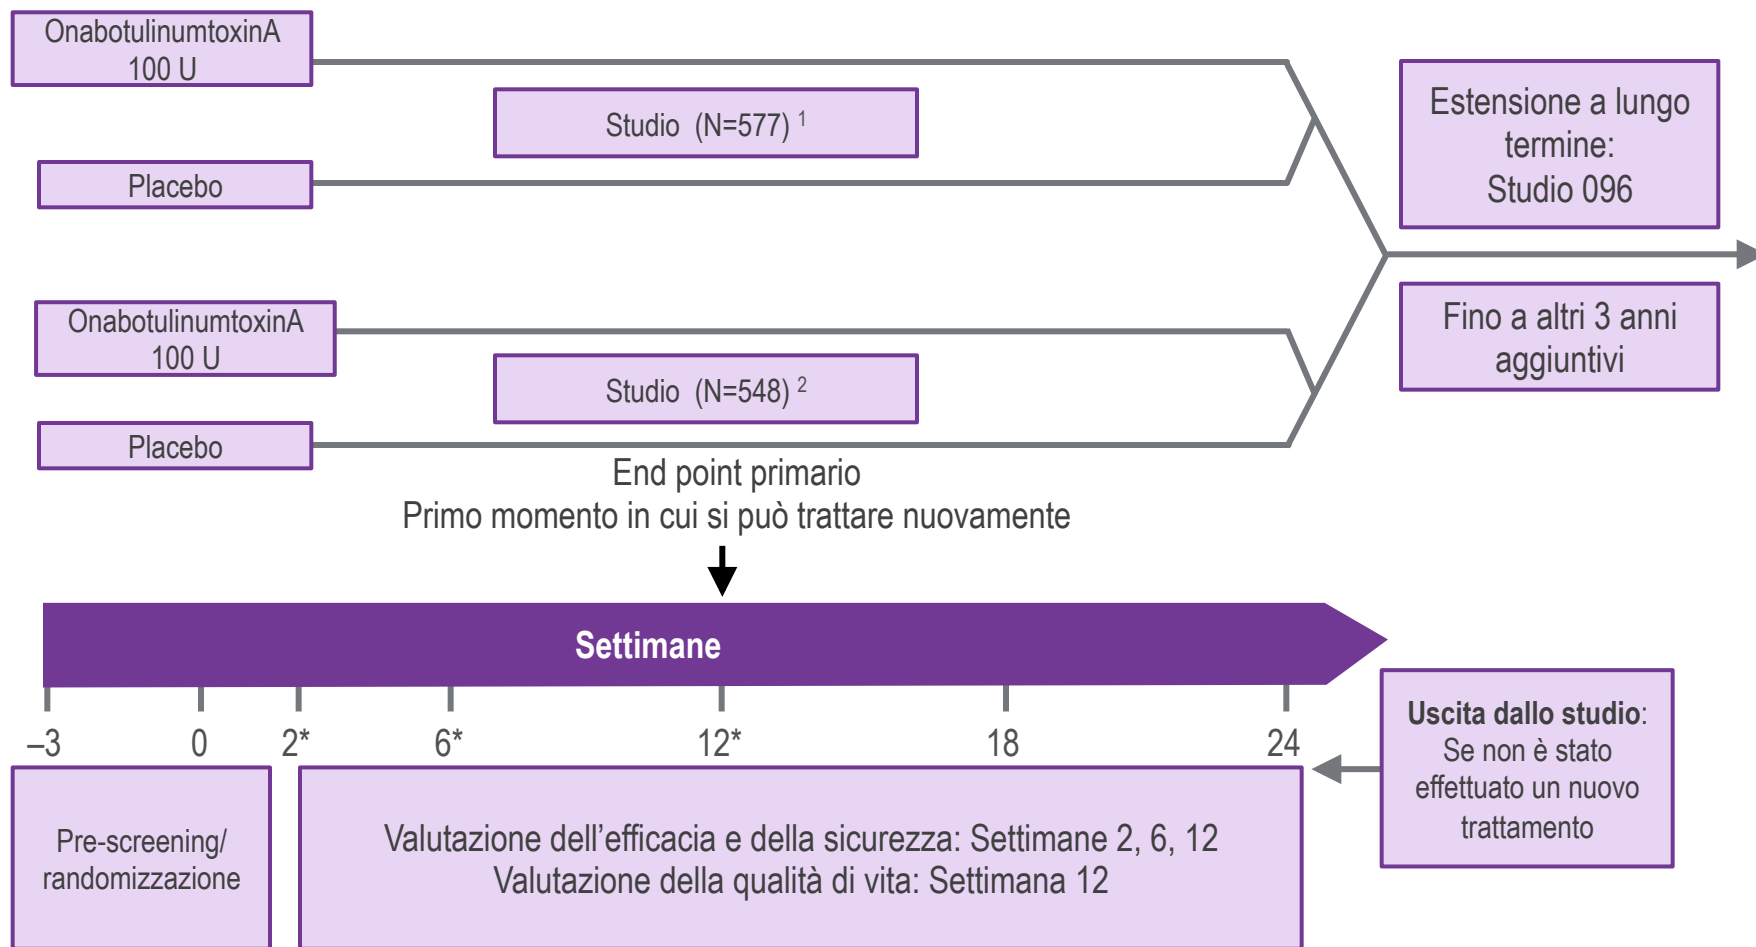 OnabotulinumtoxinA
100 U
Studio (N=577) 1
Placebo
Estensione a lungo
termine:
Studio 096
OnabotulinumtoxinA
100 U
Studio (N=548) 2
Placebo
Fino a altri 3 anni
aggiuntivi
End point primario
Primo momento in cui si può trattare nuovamente
Settimane
–3 0 2* 6* 12* 18 24
Uscita dallo studio:
Se non è stato
effettuato un nuovo
trattamento
Pre-screening/
randomizzazione
Valutazione dell’efficacia e della sicurezza: Settimane 2, 6, 12
Valutazione della qualità di vita: Settimana 12